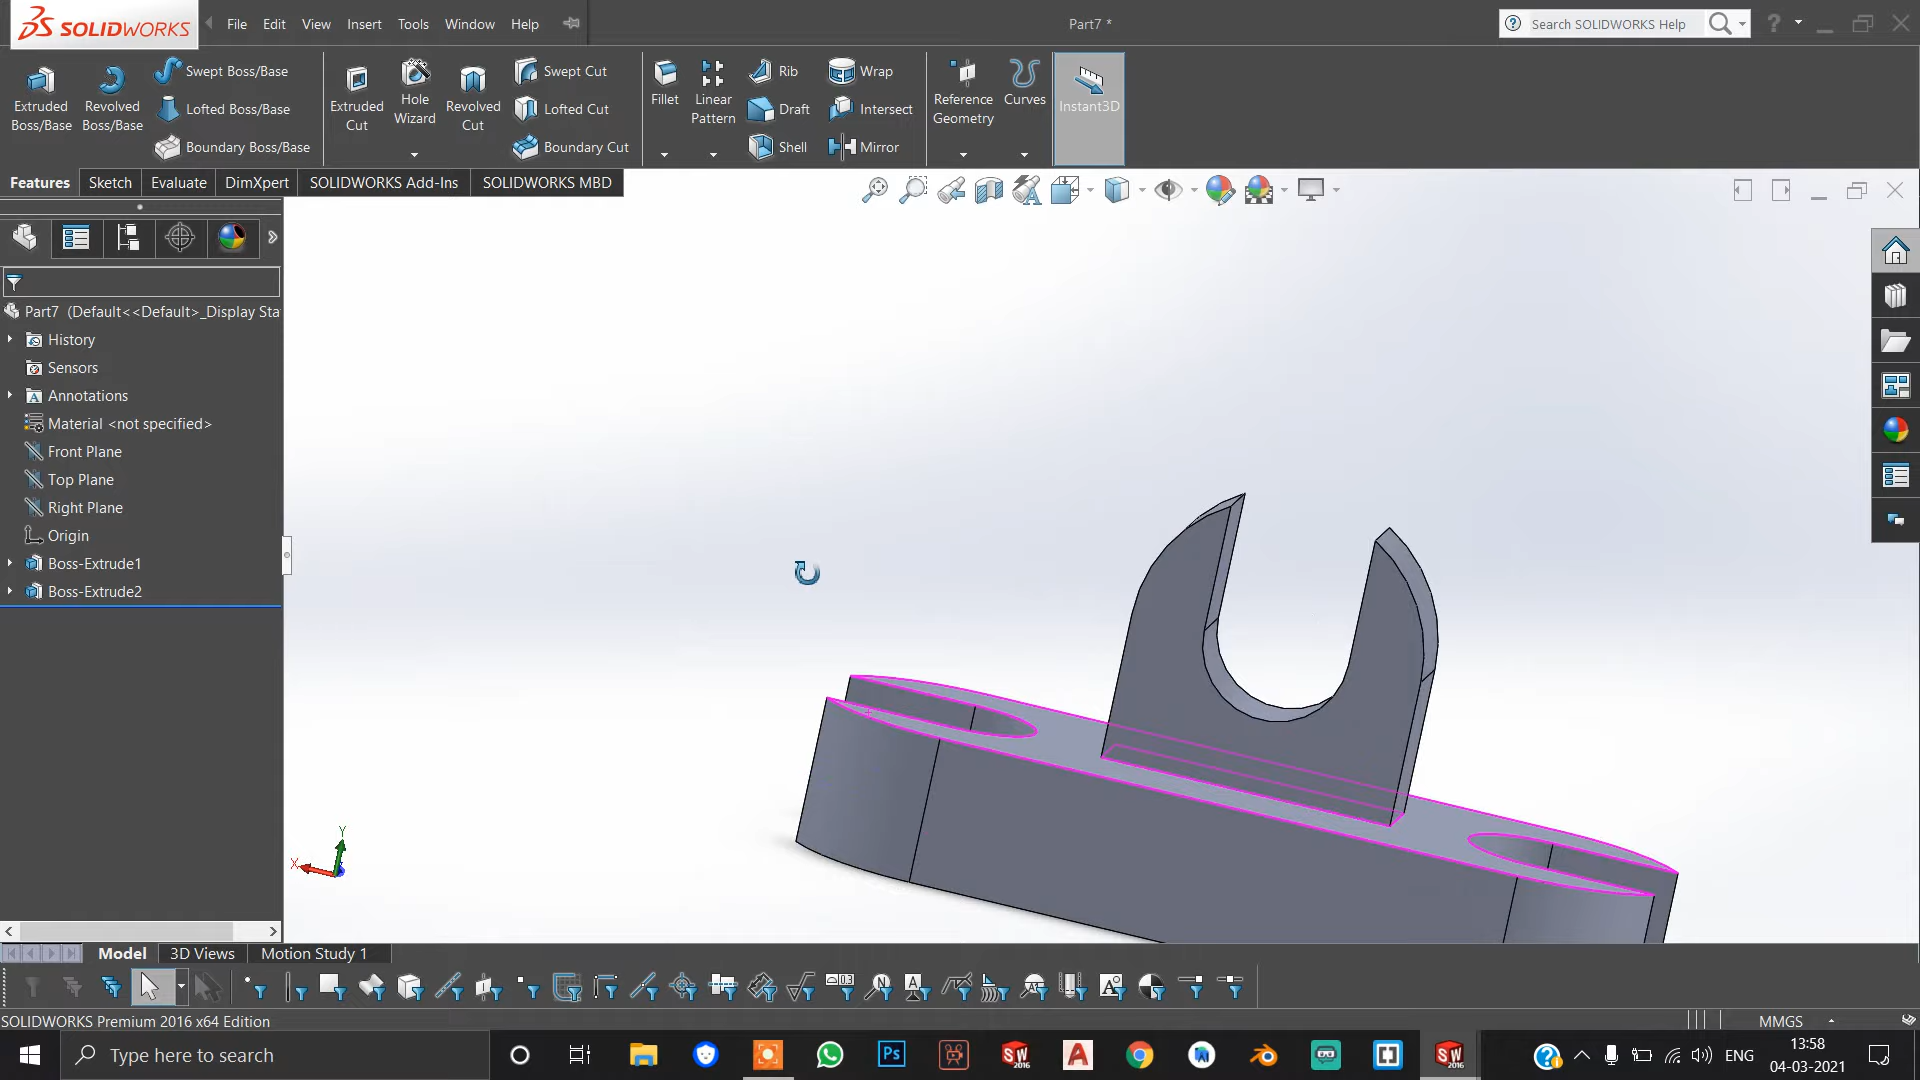 SOLIDWORKS File Edit View Insert Tools Window Help Part7 * Search SOLIDWORKS Help ?
Extruded Boss/Base
Revolved Boss/Base
Swept Boss/Base
Lofted Boss/Base
Boundary Boss/Base
Extruded Cut
Hole Wizard
Revolved Cut
Swept Cut
Lofted Cut
Boundary Cut
Fillet
Linear Pattern
Rib
Draft
Shell
Wrap
Intersect
Mirror
Reference Geometry
Curves
Instant3D
Features Sketch Evaluate DimXpert SOLIDWORKS Add-Ins SOLIDWORKS MBD
Part7 (Default<<Default>_Display Sta
History
Sensors
Annotations
Material <not specified>
Front Plane
Top Plane
Right Plane
Origin
Boss-Extrude1
Boss-Extrude2
Y
X
Model 3D Views Motion Study 1
SOLIDWORKS Premium 2016 x64 Edition MMGS
Type here to search
Ps
SW 2016
A
SW 2016
ENG
13:58
04-03-2021